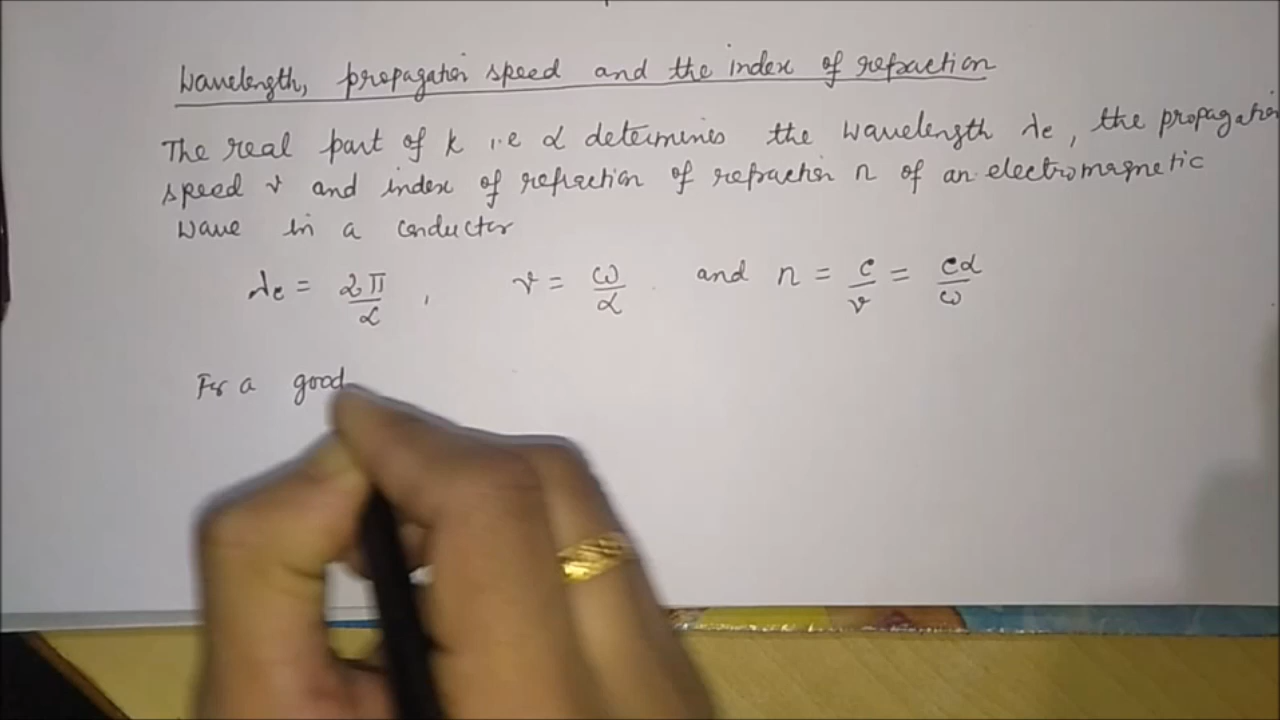 Wavelength, propagation speed and the index of refraction
The real part of k i.e α determines the wavelength λc, the propagation
speed v and index of refraction of refraction n of an electromagnetic
wave in a conductor
λc = 2π/α , v = ω/α and n = c/v = cα/ω
For a good